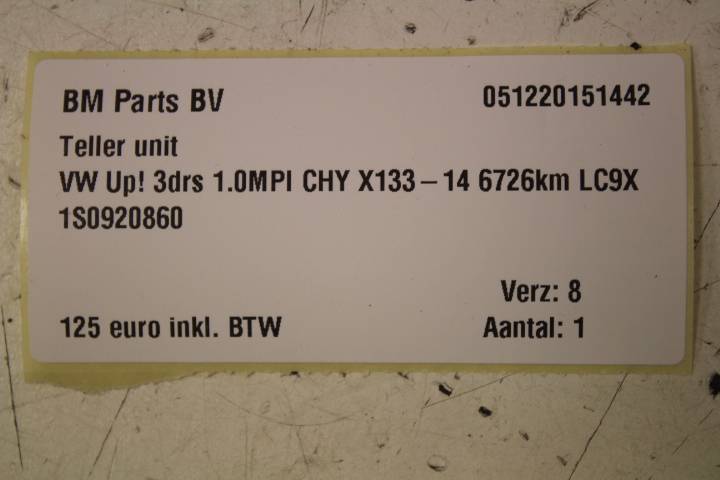 BM Parts BV 051220151442
Teller unit
VW Up! 3drs 1.0MPI CHY X133-14 6726km LC9X
1S0920860
Verz: 8
125 euro inkl. BTW Aantal: 1